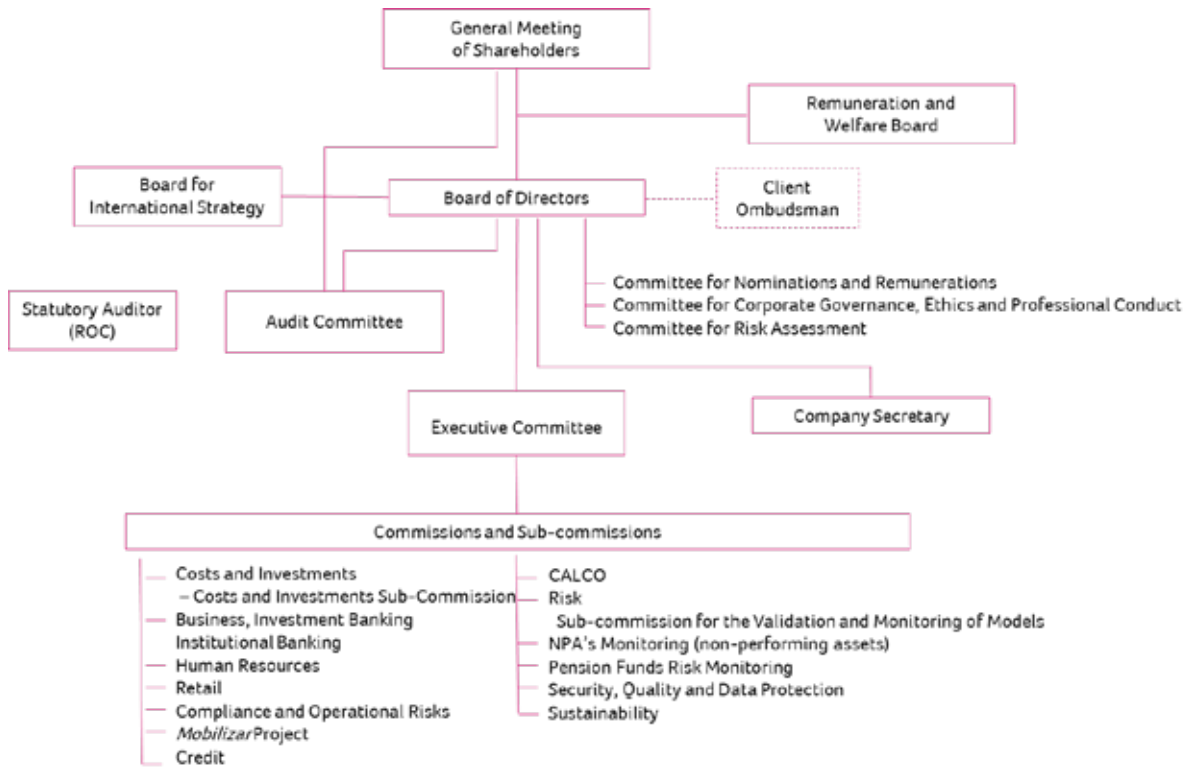 General Meeting
of Shareholders
Remuneration and
Welfare Board
Board for
International Strategy
Board of Directors
Client
Ombudsman
Committee for Nominations and Remunerations
Committee for Corporate Governance, Ethics and Professional Conduct
Committee for Risk Assessment
Statutory Auditor
(ROC)
Audit Committee
Executive Committee
Company Secretary
Commissions and Sub-commissions
Costs and Investments
– Costs and Investments Sub-Commission
Business, Investment Banking
Institutional Banking
Human Resources
Retail
Compliance and Operational Risks
Mobilizar Project
Credit
CALCO
Risk
Sub-commission for the Validation and Monitoring of Models
NPA's Monitoring (non-performing assets)
Pension Funds Risk Monitoring
Security, Quality and Data Protection
Sustainability